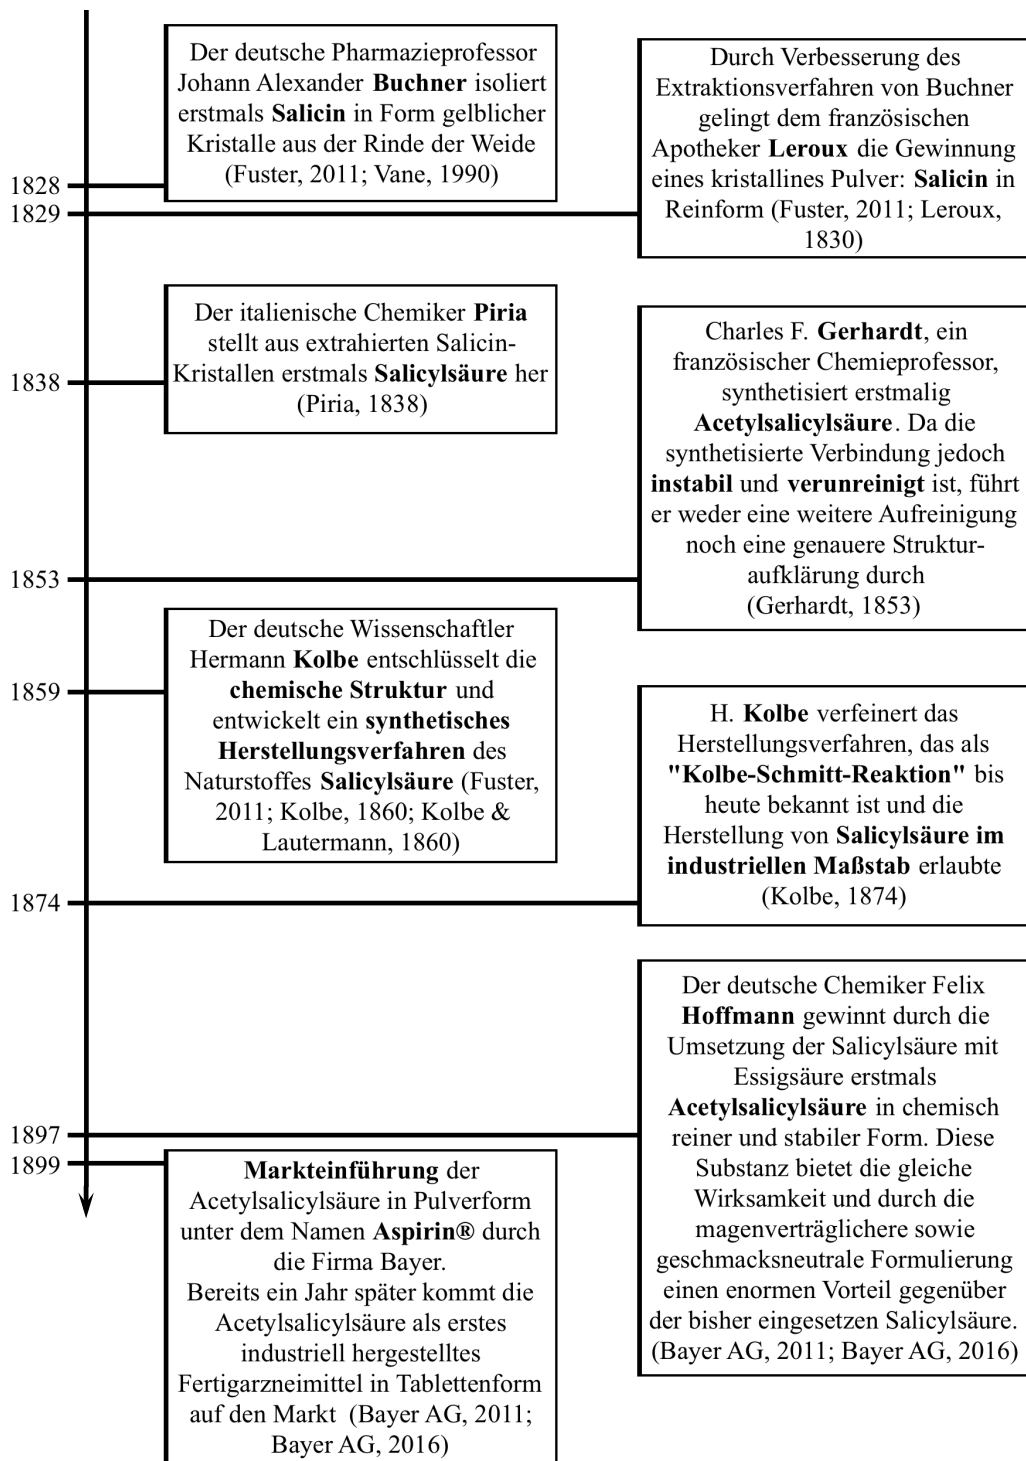 Der deutsche Pharmazieprofessor
Johann Alexander Buchner isoliert
erstmals Salicin in Form gelblicher
Kristalle aus der Rinde der Weide
(Fuster, 2011; Vane, 1990)
1828
1829
Durch Verbesserung des
Extraktionsverfahren von Buchner
gelingt dem französischen
Apotheker Leroux die Gewinnung
eines kristallines Pulver: Salicin in
Reinform (Fuster, 2011; Leroux,
1830)
Der italienische Chemiker Piria
stellt aus extrahierten Salicin-
Kristallen erstmals Salicylsäure her
(Piria, 1838)
1838
Charles F. Gerhardt, ein
französischer Chemieprofessor,
synthetisiert erstmalig
Acetylsalicylsäure. Da die
synthetisierte Verbindung jedoch
instabil und verunreinigt ist, führt
er weder eine weitere Aufreinigung
noch eine genauere Struktur-
aufklärung durch
(Gerhardt, 1853)
1853
Der deutsche Wissenschaftler
Hermann Kolbe entschlüsselt die
chemische Struktur und
entwickelt ein synthetisches
Herstellungsverfahren des
Naturstoffes Salicylsäure (Fuster,
2011; Kolbe, 1860; Kolbe &
Lautermann, 1860)
1859
H. Kolbe verfeinert das
Herstellungsverfahren, das als
"Kolbe-Schmitt-Reaktion" bis
heute bekannt ist und die
Herstellung von Salicylsäure im
industriellen Maßstab erlaubte
(Kolbe, 1874)
1874
Der deutsche Chemiker Felix
Hoffmann gewinnt durch die
Umsetzung der Salicylsäure mit
Essigsäure erstmals
Acetylsalicylsäure in chemisch
reiner und stabiler Form. Diese
Substanz bietet die gleiche
Wirksamkeit und durch die
magenverträglichere sowie
geschmacksneutrale Formulierung
einen enormen Vorteil gegenüber
der bisher eingesetzen Salicylsäure.
(Bayer AG, 2011; Bayer AG, 2016)
1897
1899
Markteinführung der
Acetylsalicylsäure in Pulverform
unter dem Namen Aspirin® durch
die Firma Bayer.
Bereits ein Jahr später kommt die
Acetylsalicylsäure als erstes
industriell hergestelltes
Fertigarzneimittel in Tablettenform
auf den Markt (Bayer AG, 2011;
Bayer AG, 2016)